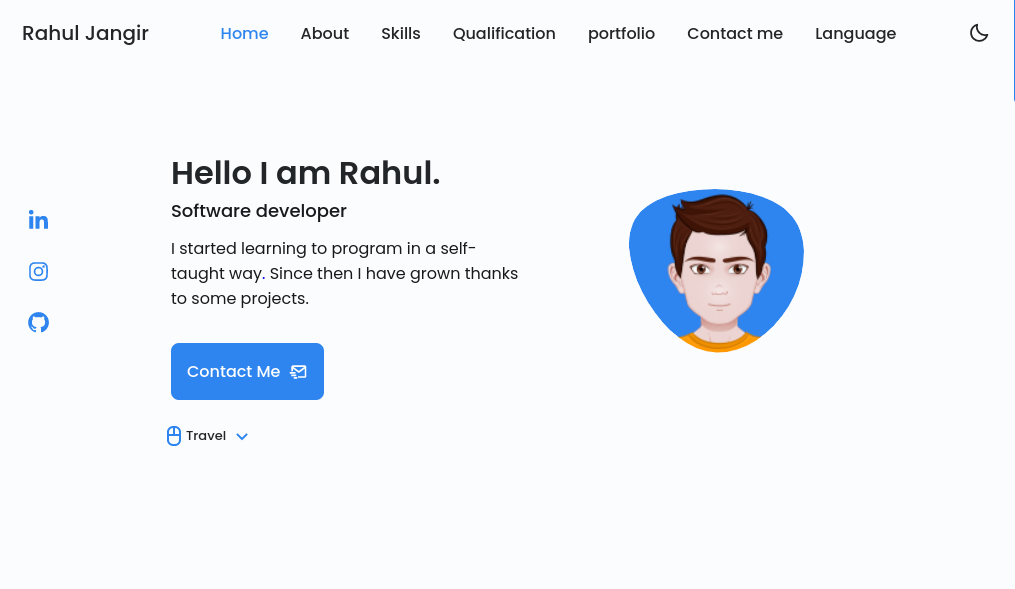 Rahul Jangir
Home About Skills Qualification portfolio Contact me Language
Hello I am Rahul.
Software developer
I started learning to program in a self-
taught way. Since then I have grown thanks
to some projects.
Contact Me
Travel